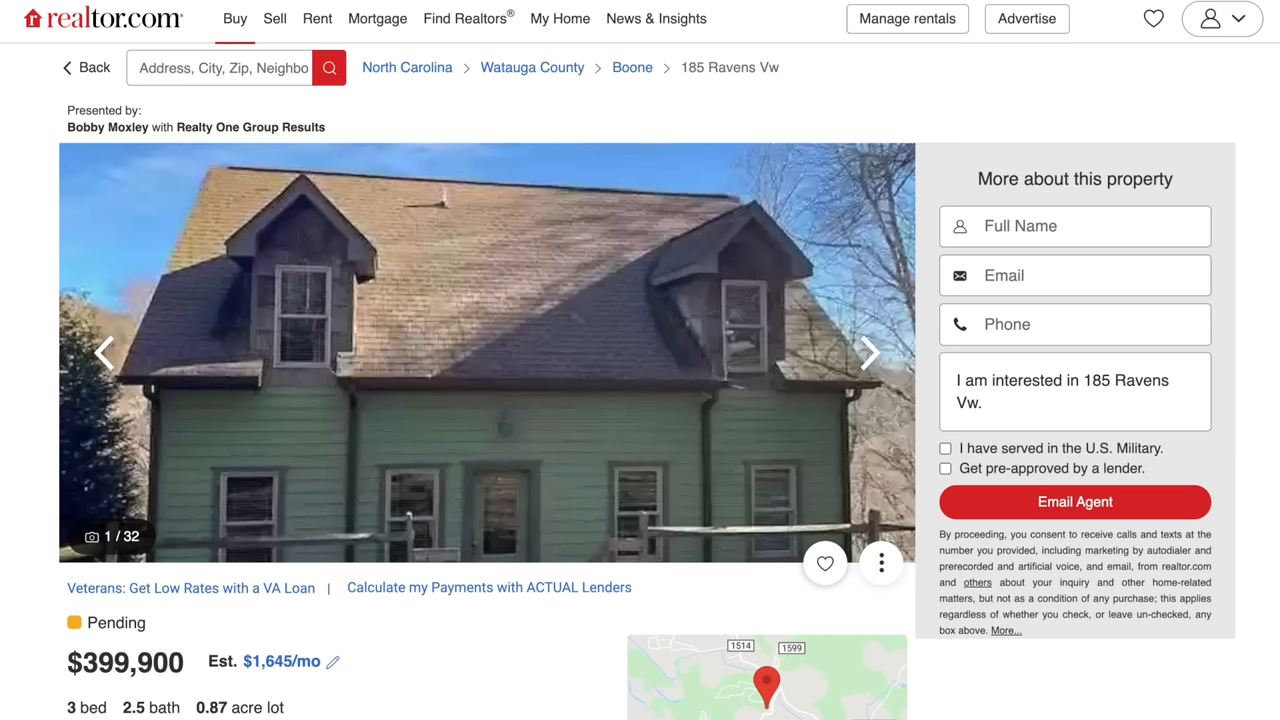 realtor.com®
Buy
Sell
Rent
Mortgage
Find Realtors®
My Home
News & Insights
Manage rentals
Advertise
Back
Address, City, Zip, Neighbo
North Carolina > Watauga County > Boone > 185 Ravens Vw
Presented by:
Bobby Moxley with Realty One Group Results
1 / 32
More about this property
Full Name
Email
Phone
I am interested in 185 Ravens
Vw.
I have served in the U.S. Military.
Get pre-approved by a lender.
Email Agent
By proceeding, you consent to receive calls and texts at the
number you provided, including marketing by autodialer and
prerecorded and artificial voice, and email, from realtor.com
and others about your inquiry and other home-related
matters, but not as a condition of any purchase; this applies
regardless of whether you check, or leave un-checked, any
box above. More...
Veterans: Get Low Rates with a VA Loan | Calculate my Payments with ACTUAL Lenders
Pending
$399,900
Est. $1,645/mo
3 bed 2.5 bath 0.87 acre lot
1514
1599